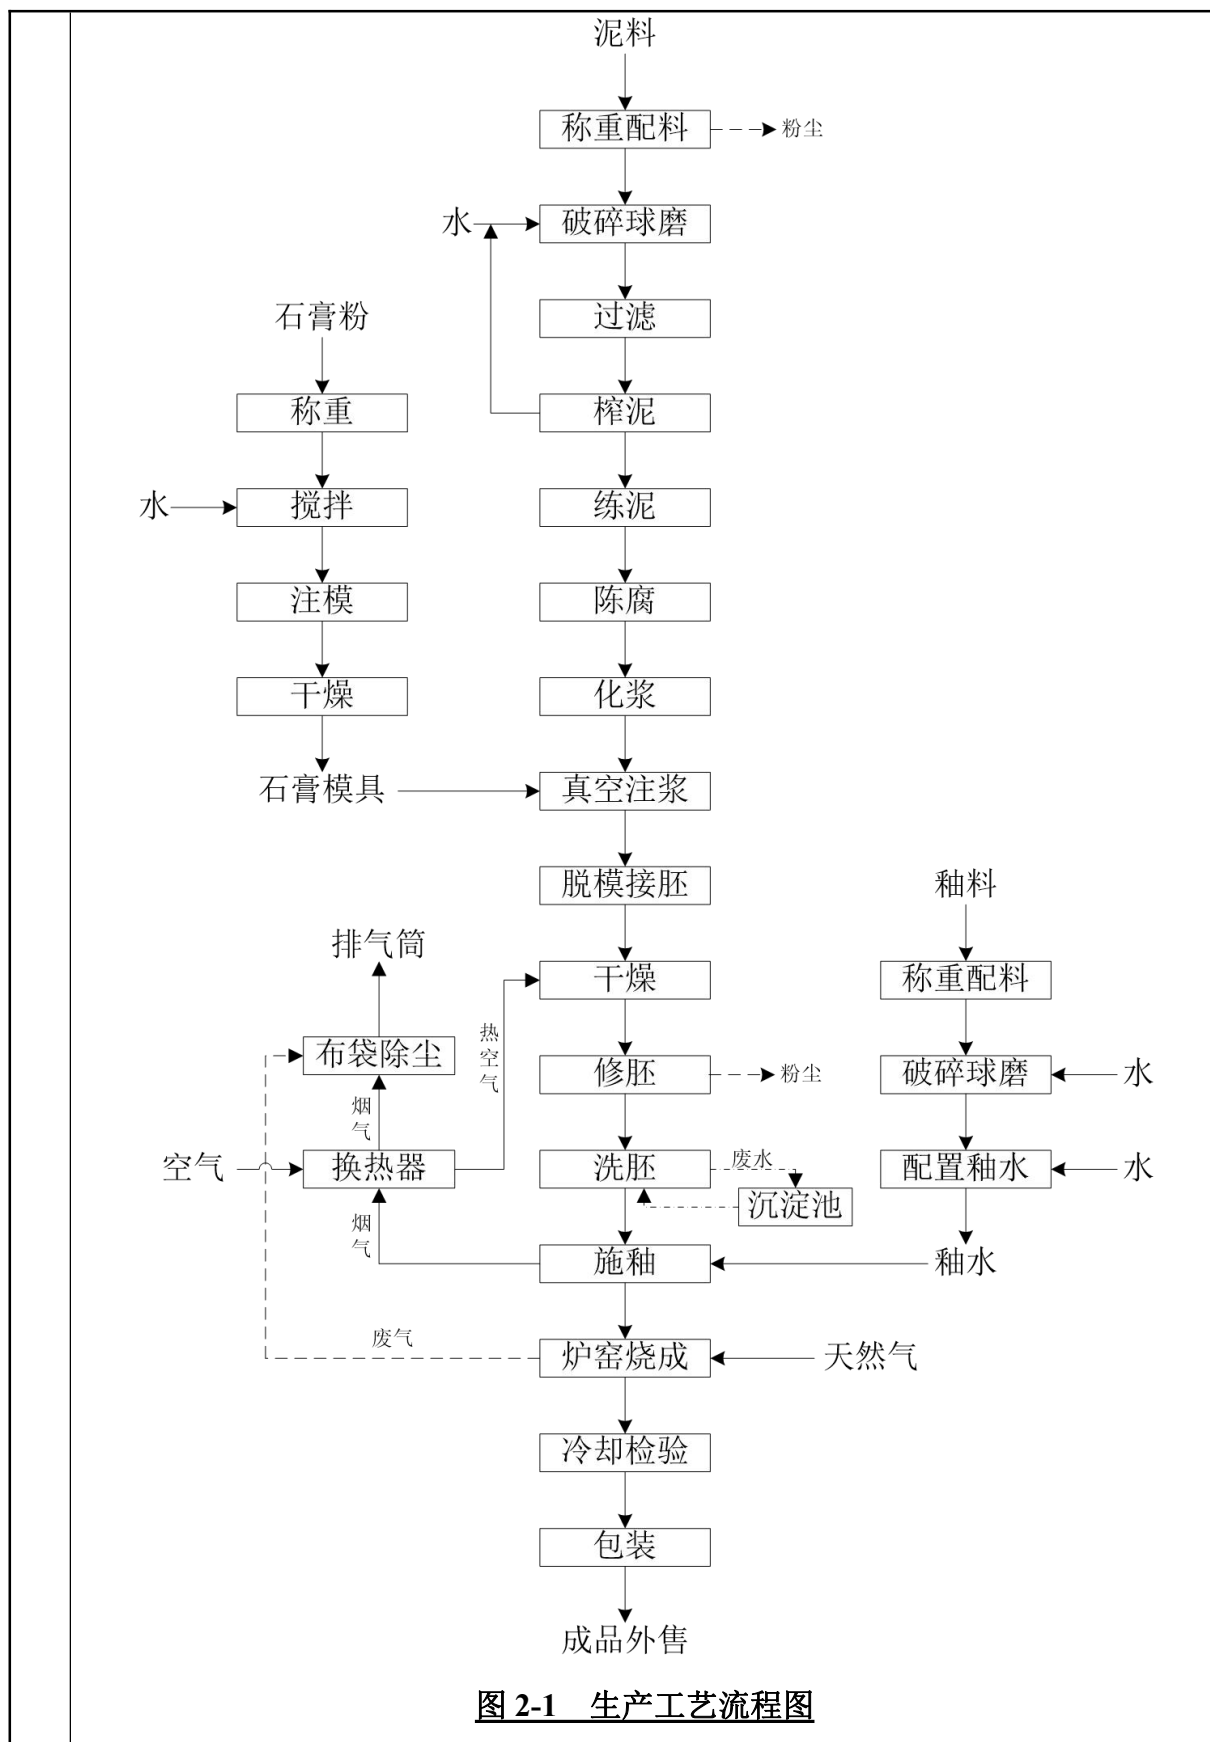 泥料
称重配料
粉尘
水
破碎球磨
石膏粉
过滤
称重
榨泥
水
搅拌
练泥
注模
陈腐
干燥
化浆
石膏模具
真空注浆
脱模接胚
釉料
排气筒
干燥
称重配料
热空气
布袋除尘
修胚
粉尘
破碎球磨
水
烟气
空气
换热器
洗胚
废水
配置釉水
水
沉淀池
烟气
施釉
釉水
废气
炉窑烧成
天然气
冷却检验
包装
成品外售
图 2-1 生产工艺流程图